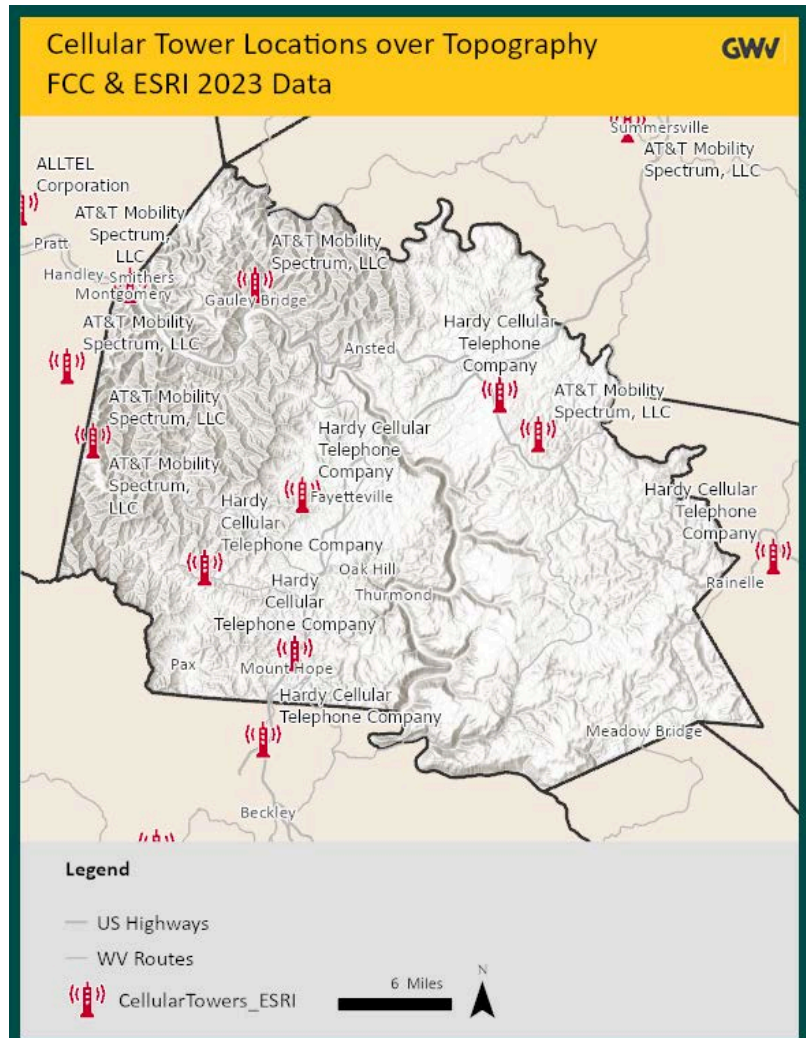 Cellular Tower Locations over Topography
FCC & ESRI 2023 Data
GWV
Summersville
AT&T Mobility
Spectrum, LLC
ALLTEL
Corporation
AT&T Mobility
Spectrum,
LLC
Pratt
Handley
Smithers
Montgomery
AT&T Mobility
Spectrum, LLC
Gauley Bridge
AT&T Mobility
Spectrum, LLC
Ansted
Hardy Cellular
Telephone
Company
AT&T Mobility
Spectrum, LLC
AT&T Mobility
Spectrum, LLC
AT&T Mobility
Spectrum,
LLC
Hardy Cellular
Telephone
Company
Fayetteville
Hardy Cellular
Telephone
Company
Rainelle
Hardy
Cellular
Telephone Company
Oak Hill
Thurmond
Hardy
Cellular
Telephone Company
Pax
Mount Hope
Hardy Cellular
Telephone Company
Meadow Bridge
Beckley
Legend
US Highways
WV Routes
CellularTowers_ESRI
6 Miles
N